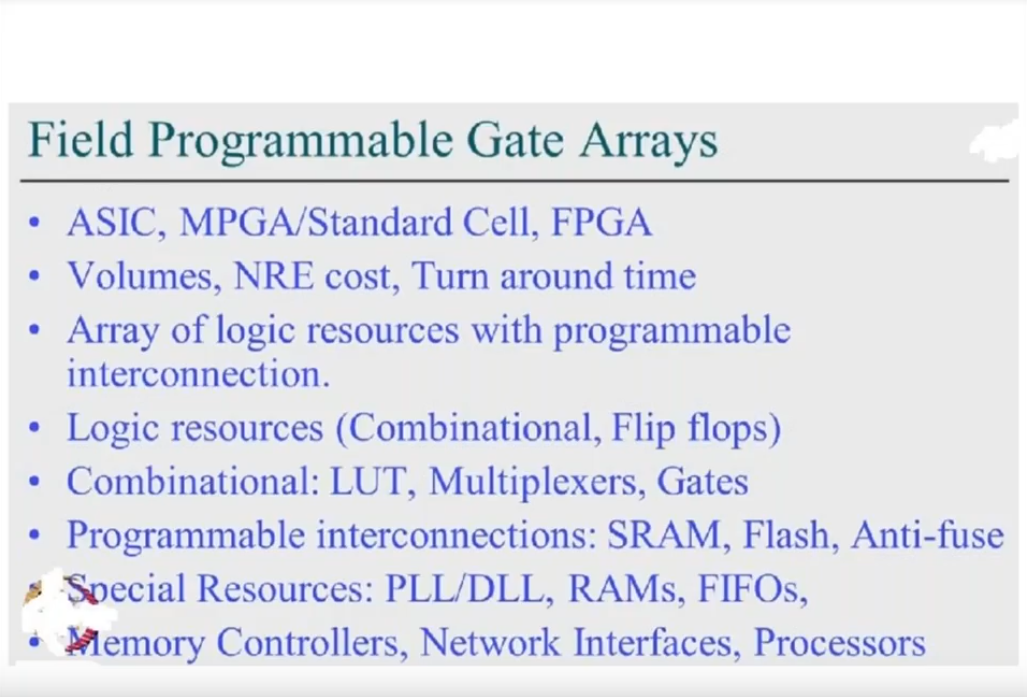 Field Programmable Gate Arrays
• ASIC, MPGA/Standard Cell, FPGA
• Volumes, NRE cost, Turn around time
• Array of logic resources with programmable
interconnection.
• Logic resources (Combinational, Flip flops)
• Combinational: LUT, Multiplexers, Gates
• Programmable interconnections: SRAM, Flash, Anti-fuse
Special Resources: PLL/DLL, RAMs, FIFOs,
• Memory Controllers, Network Interfaces, Processors